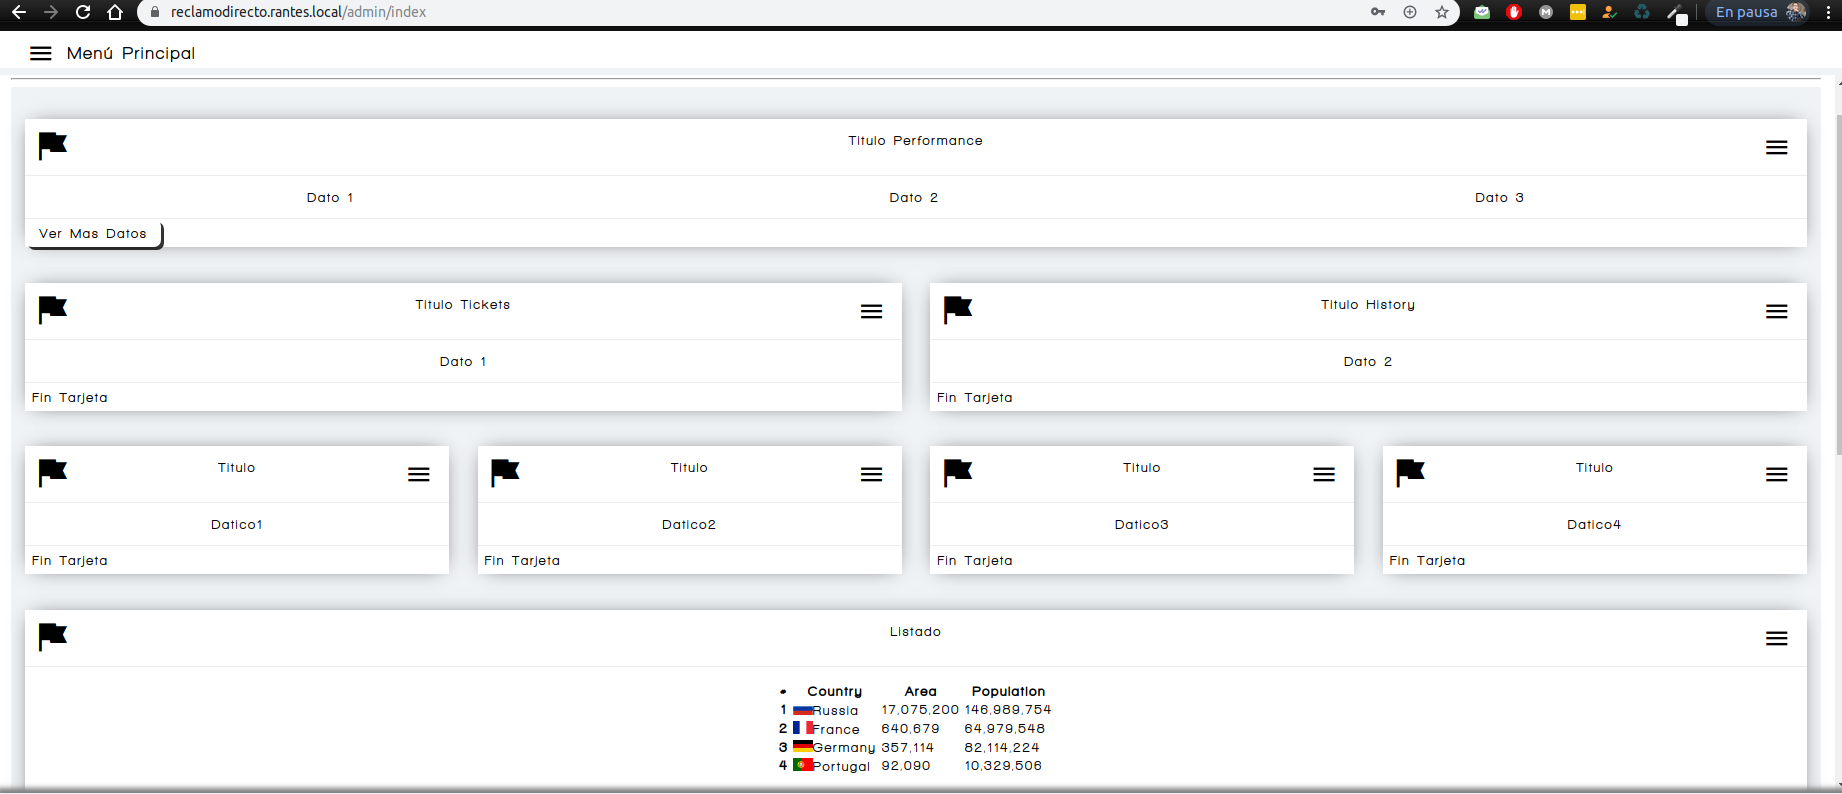 reclamodirecto.rantes.local/admin/index
En pausa
Menú Principal
Titulo Performance
Dato 1 Dato 2 Dato 3
Ver Mas Datos
Titulo Tickets Titulo History
Dato 1 Dato 2
Fin Tarjeta Fin Tarjeta
Titulo Titulo Titulo Titulo
Datico1 Datico2 Datico3 Datico4
Fin Tarjeta Fin Tarjeta Fin Tarjeta Fin Tarjeta
Listado
# Country Area Population
1 Russia 17,075,200 146,989,754
2 France 640,679 64,979,548
3 Germany 357,114 82,114,224
4 Portugal 92,090 10,329,506